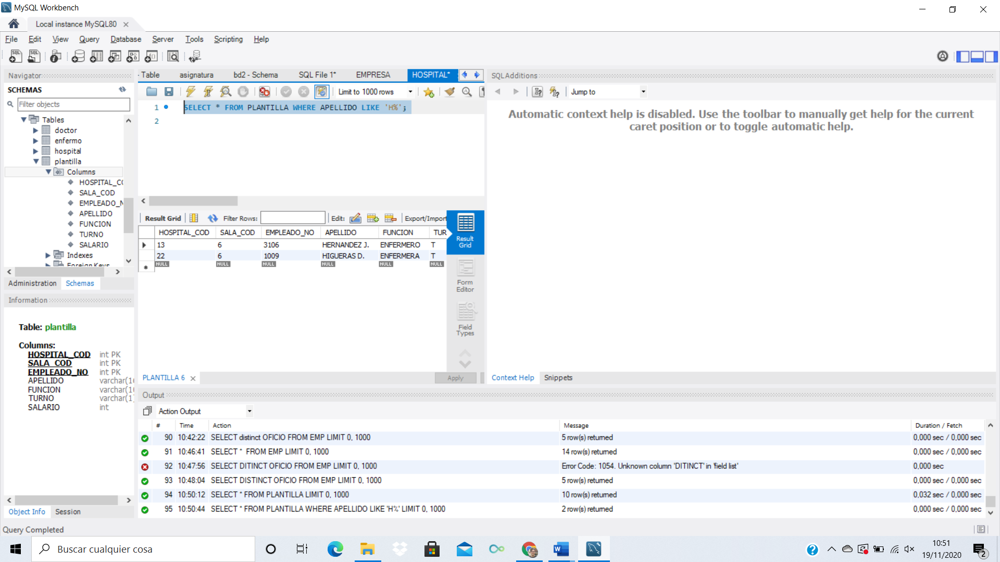 MySQL Workbench
Local instance MySQL80
File Edit View Query Database Server Tools Scripting Help
Navigator
SCHEMAS
Filter objects
Tables
doctor
enfermo
hospital
plantilla
Columns
HOSPITAL_CO
SALA_COD
EMPLEADO_N
APELLIDO
FUNCION
TURNO
SALARIO
Indexes
Foreign Keys
Administration Schemas
Information
Table: plantilla
Columns:
HOSPITAL_COD int PK
SALA_COD int PK
EMPLEADO_NO int PK
APELLIDO varchar(1
FUNCION varchar(1
TURNO varchar(1)
SALARIO int
Object Info Session
Query Completed
- Table asignatura bd2 - Schema SQL File 1* EMPRESA HOSPITAL*
Limit to 1000 rows
1 SELECT * FROM PLANTILLA WHERE APELLIDO LIKE 'H%';
2
Result Grid Filter Rows: Edit: Export/Import
HOSPITAL_COD SALA_COD EMPLEADO_NO APELLIDO FUNCION TUR
13 6 3106 HERNANDEZ J. ENFERMERO T
22 6 1009 HIGUERAS D. ENFERMERA T
NULL NULL NULL NULL NULL NULL
Result Grid
Form Editor
Field Types
PLANTILLA 6
Apply
SQLAdditions
Jump to
Automatic context help is disabled. Use the toolbar to manually get help for the current
caret position or to toggle automatic help.
Context Help Snippets
Output
Action Output
# Time Action Message Duration / Fetch
90 10:42:22 SELECT distinct OFICIO FROM EMP LIMIT 0, 1000 5 row(s) returned 0,000 sec / 0,000 sec
91 10:46:41 SELECT * FROM EMP LIMIT 0, 1000 14 row(s) returned 0,000 sec / 0,000 sec
92 10:47:56 SELECT DITINCT OFICIO FROM EMP LIMIT 0, 1000 Error Code: 1054. Unknown column 'DITINCT' in 'field list' 0,000 sec
93 10:48:04 SELECT DISTINCT OFICIO FROM EMP LIMIT 0, 1000 5 row(s) returned 0,000 sec / 0,000 sec
94 10:50:12 SELECT * FROM PLANTILLA LIMIT 0, 1000 10 row(s) returned 0,032 sec / 0,000 sec
95 10:50:44 SELECT * FROM PLANTILLA WHERE APELLIDO LIKE 'H%' LIMIT 0, 1000 2 row(s) returned 0,000 sec / 0,000 sec
Buscar cualquier cosa
10:51
19/11/2020
2